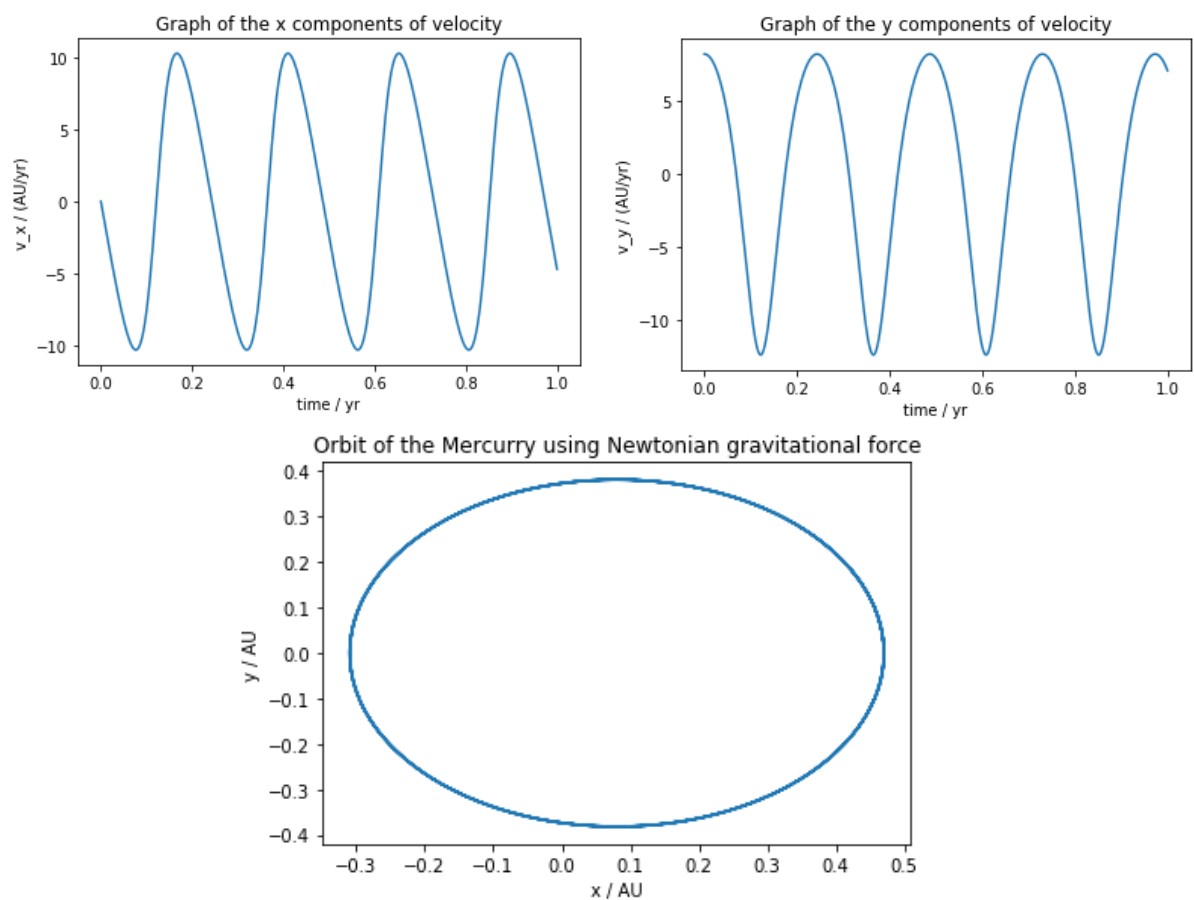 Graph of the x components of velocity
10
5
0
−5
−10
v_x / (AU/yr)
0.0 0.2 0.4 0.6 0.8 1.0
time / yr
Graph of the y components of velocity
5
0
−5
−10
v_y / (AU/yr)
0.0 0.2 0.4 0.6 0.8 1.0
time / yr
Orbit of the Mercurry using Newtonian gravitational force
0.4
0.3
0.2
0.1
0.0
−0.1
−0.2
−0.3
−0.4
y / AU
−0.3 −0.2 −0.1 0.0 0.1 0.2 0.3 0.4 0.5
x / AU